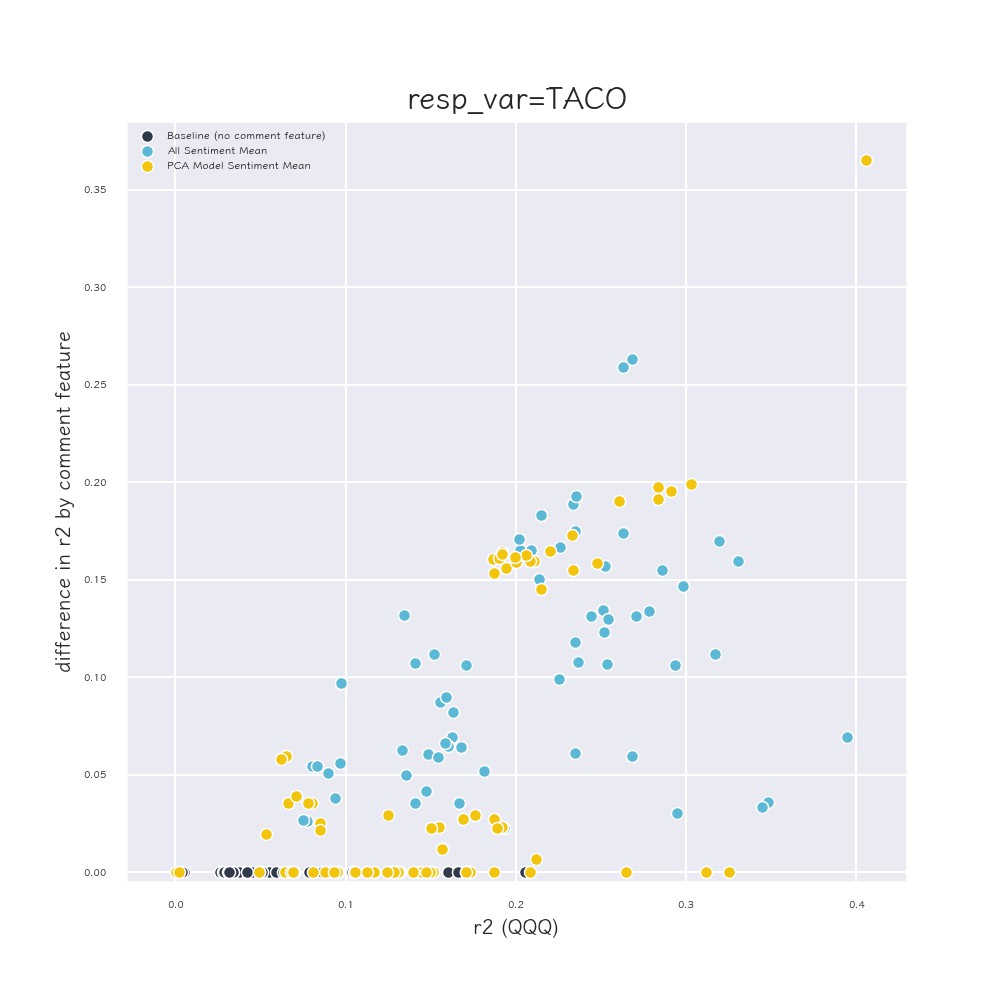 resp_var=TACO
Baseline (no comment feature)
All Sentiment Mean
PCA Model Sentiment Mean
difference in r2 by comment feature
0.35
0.30
0.25
0.20
0.15
0.10
0.05
0.00
0.0 0.1 0.2 0.3 0.4
r2 (QQQ)